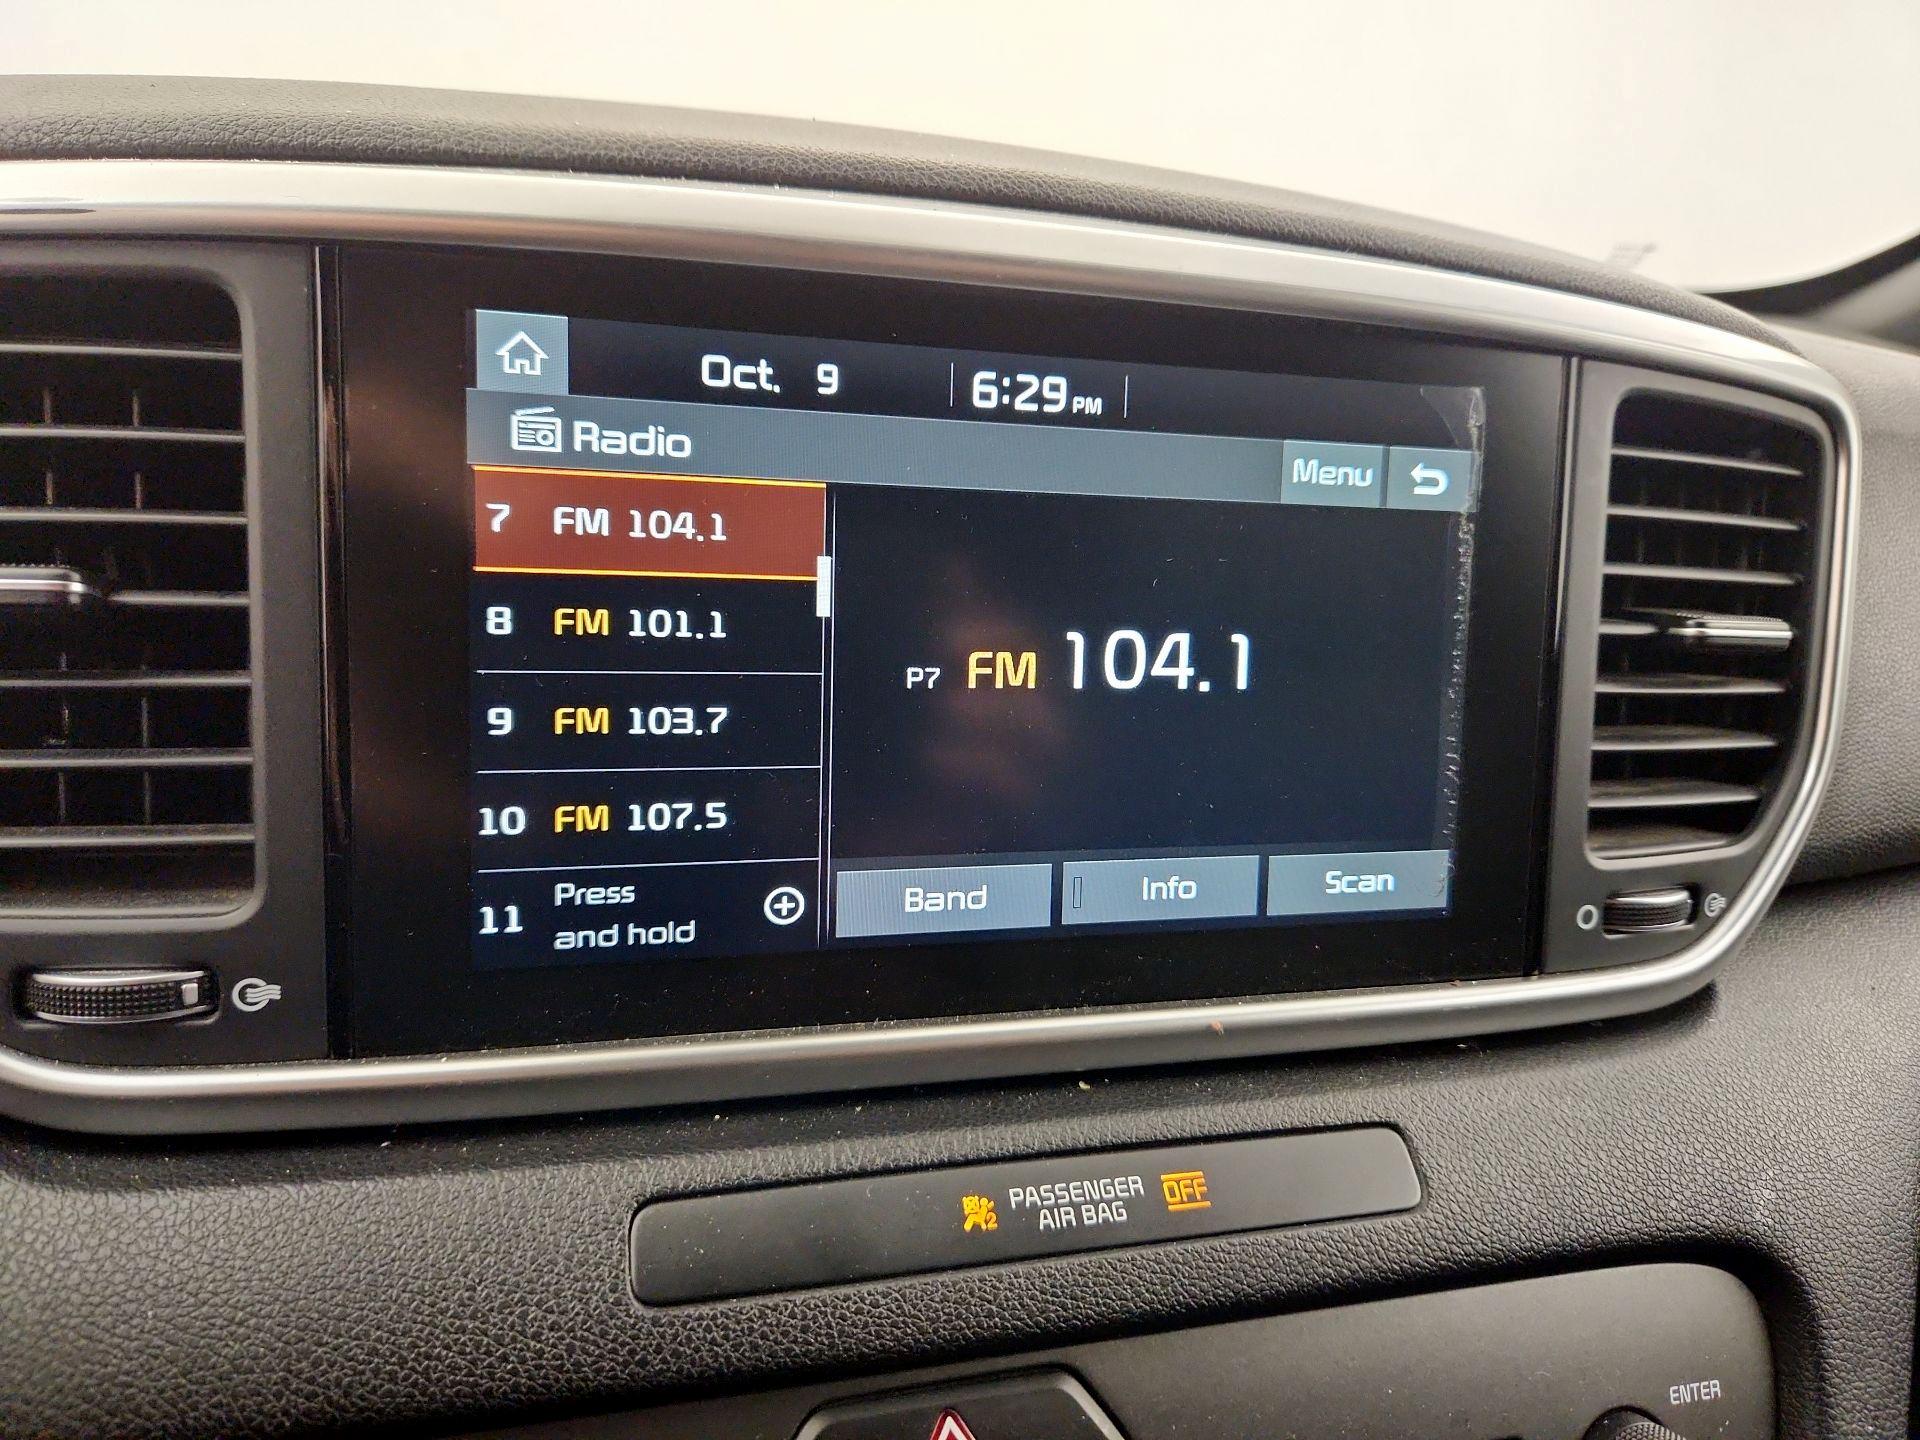 Oct. 9 6:29 PM
Radio
Menu
7 FM 104.1
8 FM 101.1
9 FM 103.7
10 FM 107.5
11 Press
and hold
P7 FM 104.1
Band Info Scan
2 PASSENGER
AIR BAG OFF
ENTER